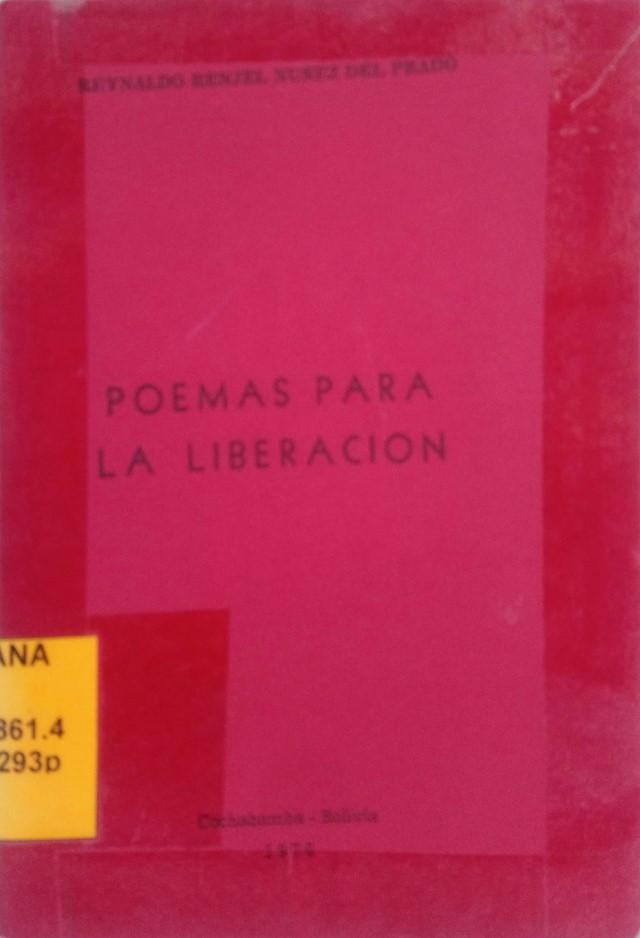 REYNALDO RENJEL NUÑEZ DEL PRADO
POEMAS PARA
LA LIBERACION
ANA
861.4
293p
Cochabamba - Bolivia